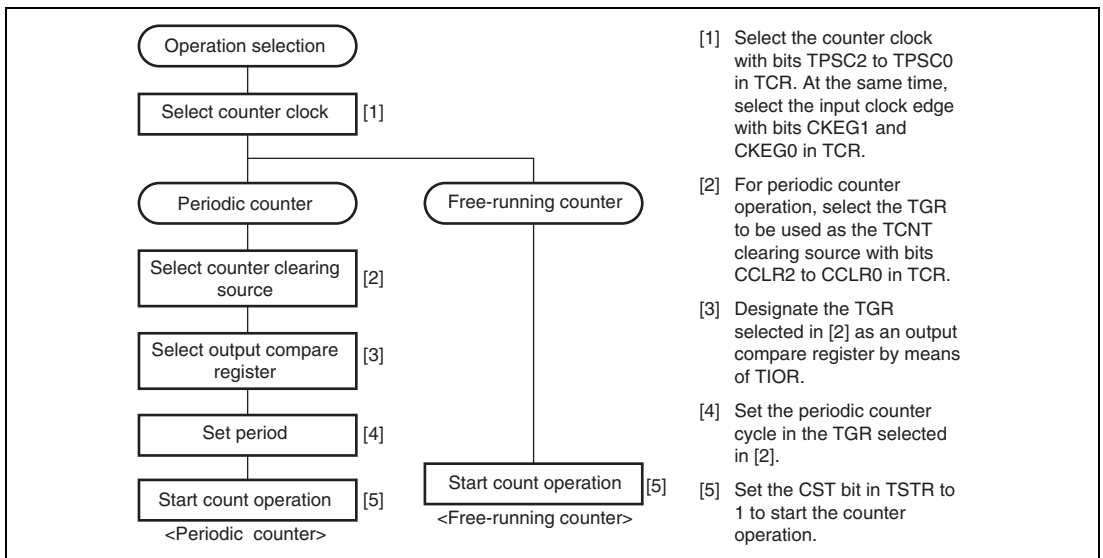 Operation selection
Select counter clock
[1]
Periodic counter
Free-running counter
Select counter clearing
source
[2]
Select output compare
register
[3]
Set period
[4]
Start count operation
[5]
<Periodic counter>
Start count operation
[5]
<Free-running counter>
[1] Select the counter clock
with bits TPSC2 to TPSC0
in TCR. At the same time,
select the input clock edge
with bits CKEG1 and
CKEG0 in TCR.
[2] For periodic counter
operation, select the TGR
to be used as the TCNT
clearing source with bits
CCLR2 to CCLR0 in TCR.
[3] Designate the TGR
selected in [2] as an output
compare register by means
of TIOR.
[4] Set the periodic counter
cycle in the TGR selected
in [2].
[5] Set the CST bit in TSTR to
1 to start the counter
operation.